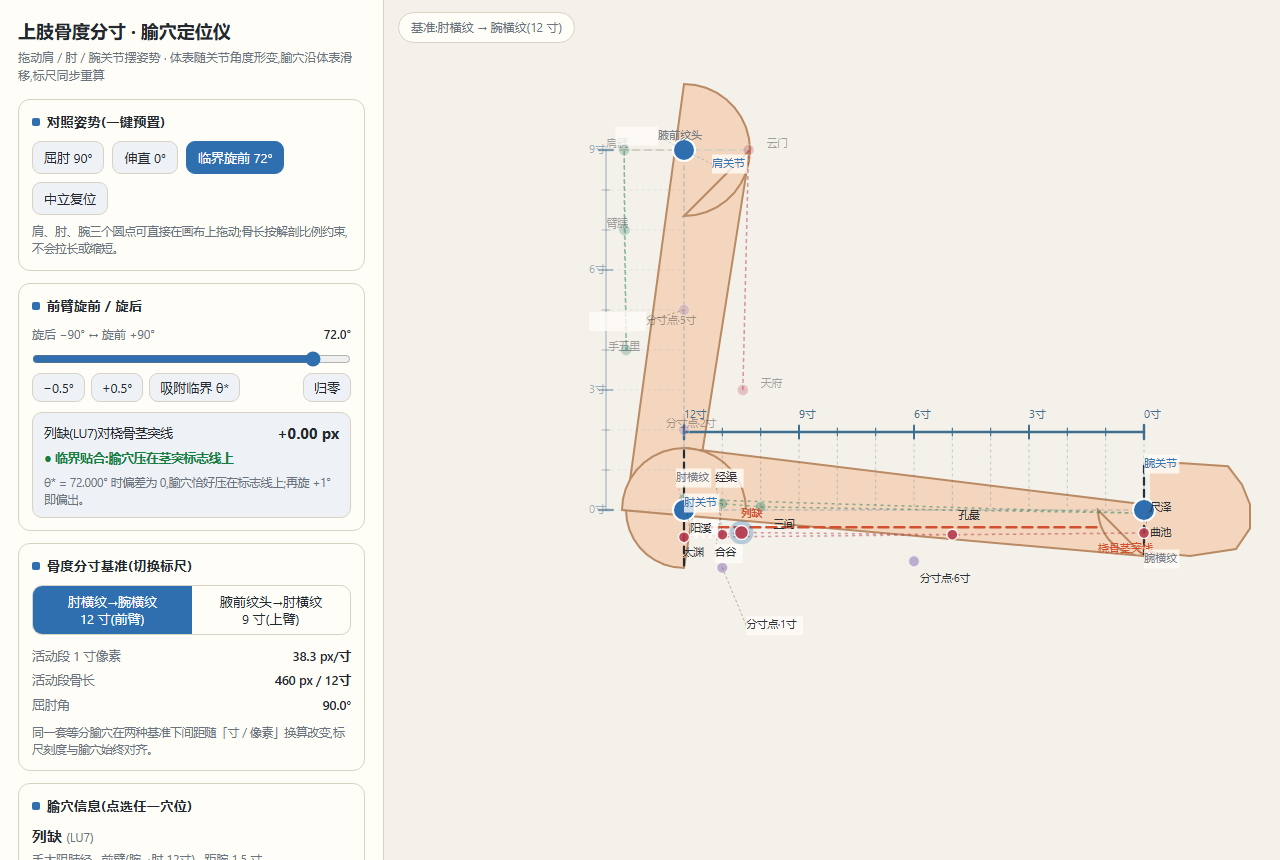 上肢骨度分寸 · 腧穴定位仪
拖动肩 / 肘 / 腕关节摆姿势 · 体表随关节角度形变,腧穴沿体表滑
移,标尺同步重算
对照姿势(一键预置)
屈肘 90°
伸直 0°
临界旋前 72°
中立复位
肩、肘、腕三个圆点可直接在画布上拖动;骨长按解剖比例约束,
不会拉长或缩短。
前臂旋前 / 旋后
旋后 −90° ↔ 旋前 +90°
72.0°
−0.5°
+0.5°
吸附临界 θ*
归零
列缺(LU7)对桡骨茎突线
+0.00 px
● 临界贴合:腧穴压在茎突标志线上
θ* = 72.000° 时偏差为 0,腧穴恰好压在标志线上;再旋 +1°
即偏出。
骨度分寸基准(切换标尺)
肘横纹→腕横纹
12 寸(前臂)
腋前纹头→肘横纹
9 寸(上臂)
活动段 1 寸像素
38.3 px/寸
活动段骨长
460 px / 12寸
屈肘角
90.0°
同一套等分腧穴在两种基准下间距随「寸 / 像素」换算改变,标
尺刻度与腧穴始终对齐。
腧穴信息(点选任一穴位)
列缺 (LU7)
基准:肘横纹 → 腕横纹(12 寸)
腋前纹头
云门
9寸
肩关节
6寸
分寸点·5寸
手五里
天府
3寸
分寸点·2寸
12寸
9寸
6寸
3寸
0寸
腕关节
肘横纹
经渠
肘关节
0寸
列缺
孔最
尺泽
阳溪
三间
曲池
太渊
合谷
桡骨茎突线
腕横纹
分寸点·6寸
分寸点·1寸